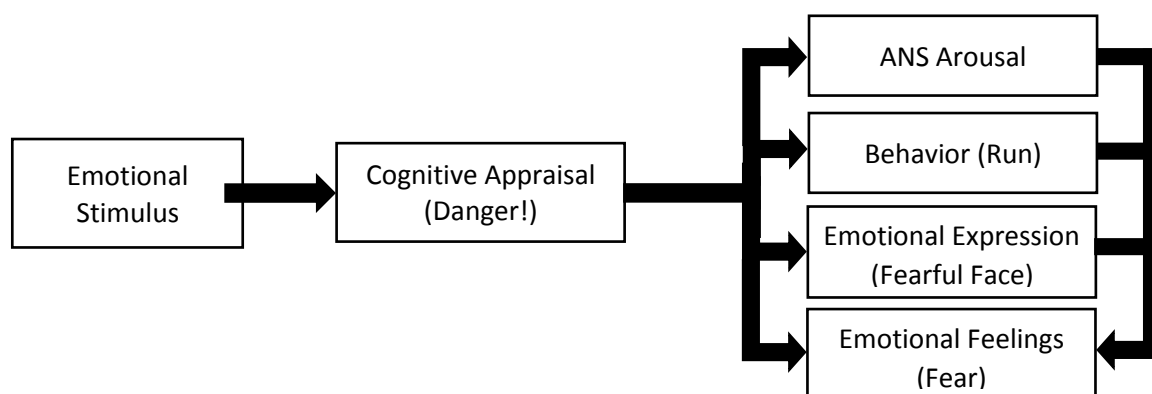 Emotional
Stimulus
Cognitive Appraisal
(Danger!)
ANS Arousal
Behavior (Run)
Emotional Expression
(Fearful Face)
Emotional Feelings
(Fear)